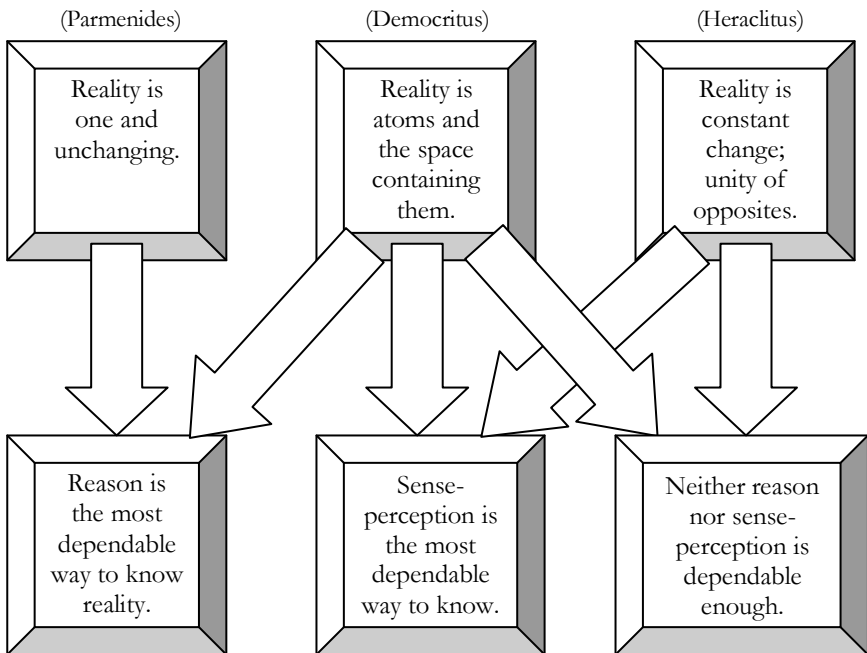 (Parmenides)
(Democritus)
(Heraclitus)
Reality is
one and
unchanging.
Reality is
atoms and
the space
containing
them.
Reality is
constant
change;
unity of
opposites.
Reason is
the most
dependable
way to know
reality.
Sense-
perception is
the most
dependable
way to know.
Neither reason
nor sense-
perception is
dependable
enough.